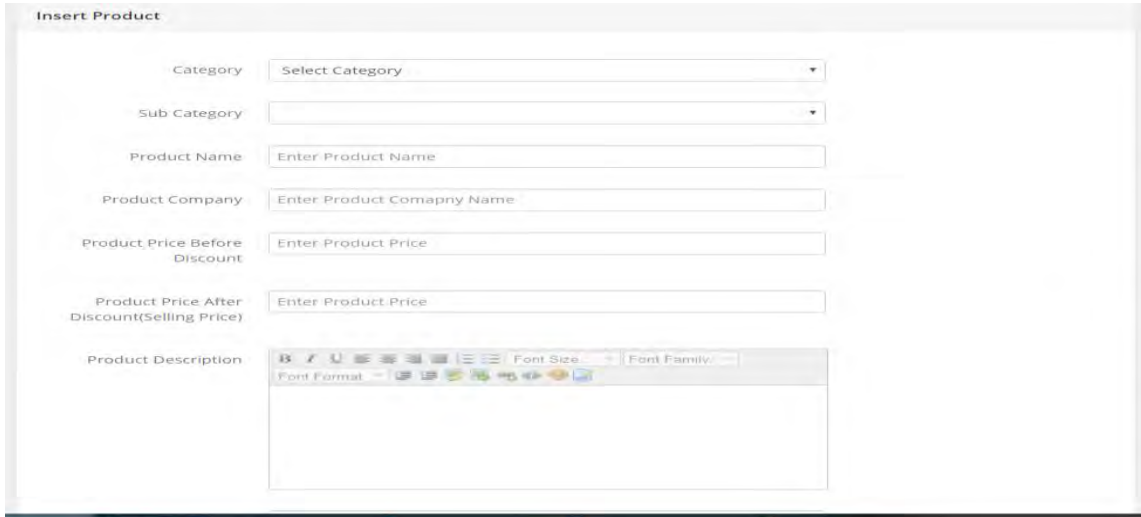 Insert Product
Category Select Category
Sub Category
Product Name Enter Product Name
Product Company Enter Product Comapny Name
Product Price Before Enter Product Price
Discount
Product Price After Enter Product Price
Discount(Selling Price)
Product Description B I U Font Size... Font Family.
Font Format